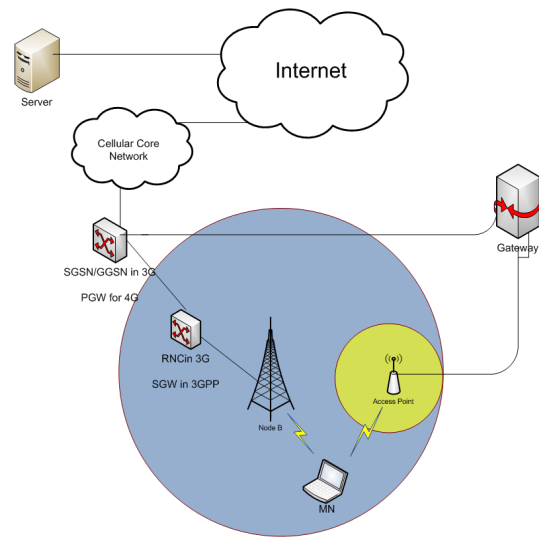 Internet
Server
Cellular Core
Network
Gateway
SGSN/GGSN in 3G
PGW for 4G
RNCin 3G
SGW in 3GPP
Access Point
Node B
MN